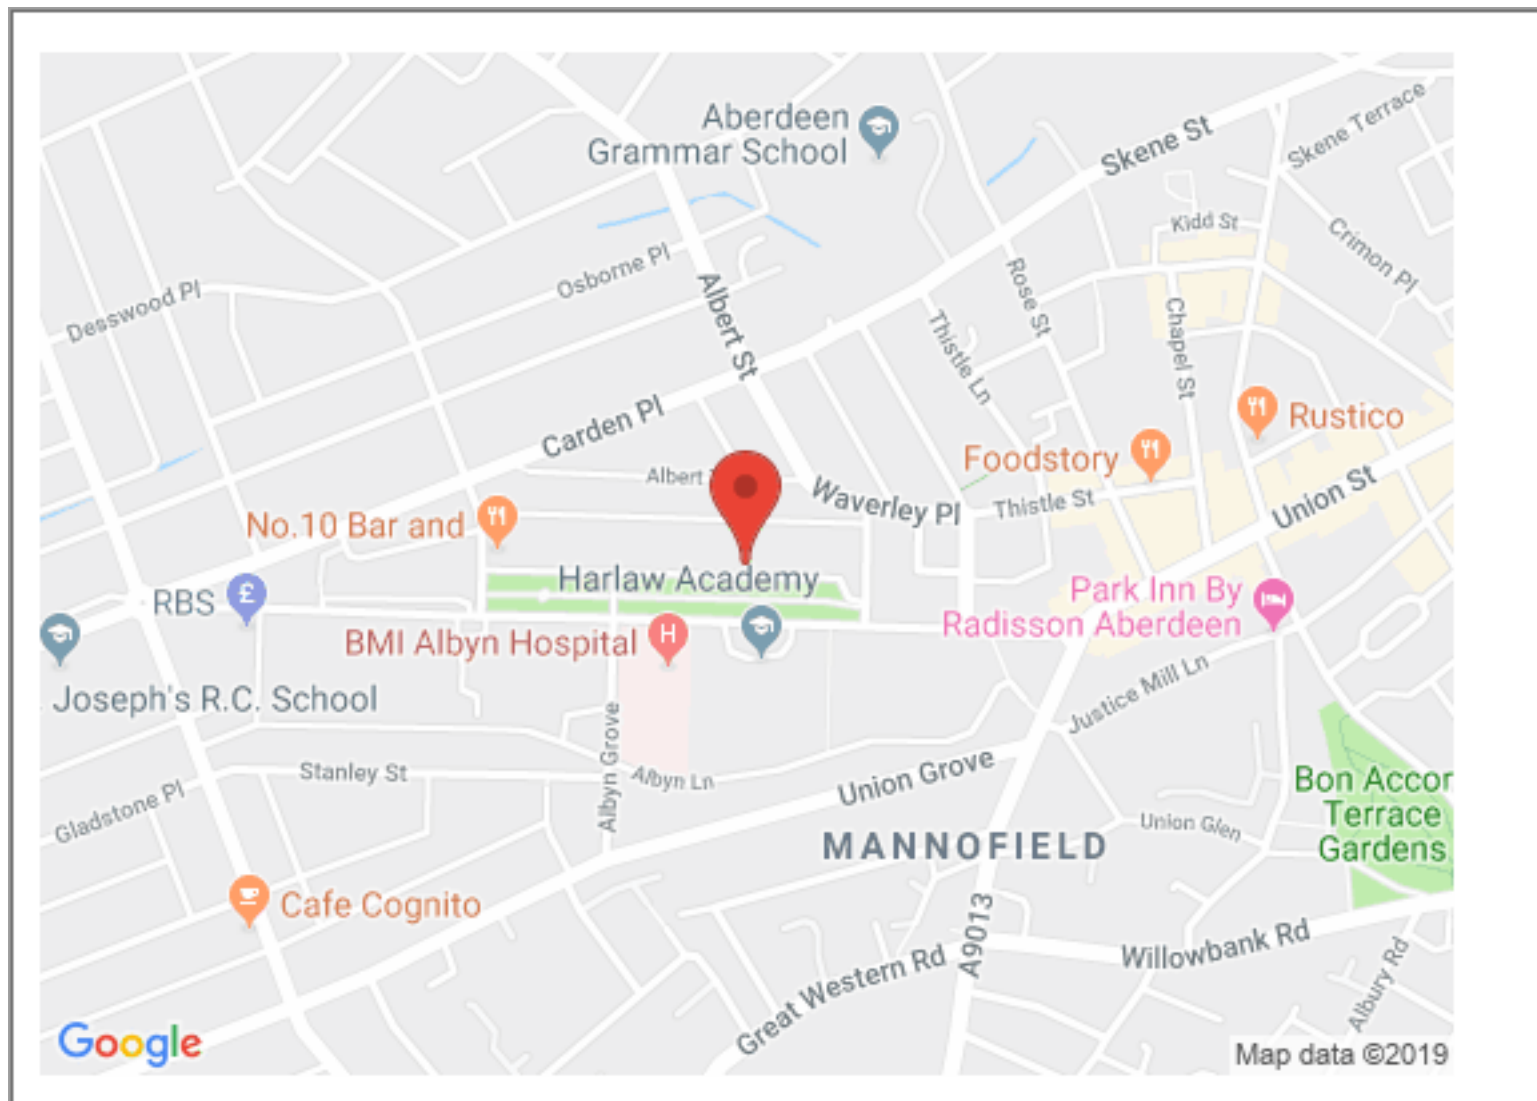 Aberdeen
Grammar School
Skene St
Skene Terrace
Kidd St
Crimon Pl
Osborne Pl
Desswood Pl
Albert St
Rose St
Thistle Ln
Chapel St
Carden Pl
Rustico
Foodstory
Albert
Waverley Pl
Thistle St
Union St
No.10 Bar and
Harlaw Academy
RBS
£
Park Inn By
Radisson Aberdeen
BMI Albyn Hospital
H
Joseph's R.C. School
Justice Mill Ln
Albyn Grove
Stanley St
Albyn Ln
Union Grove
Gladstone Pl
Bon Accor
Terrace
Gardens
Union Glen
MANNOFIELD
Cafe Cognito
A9013
Willowbank Rd
Great Western Rd
Albury Rd
Google
Map data ©2019